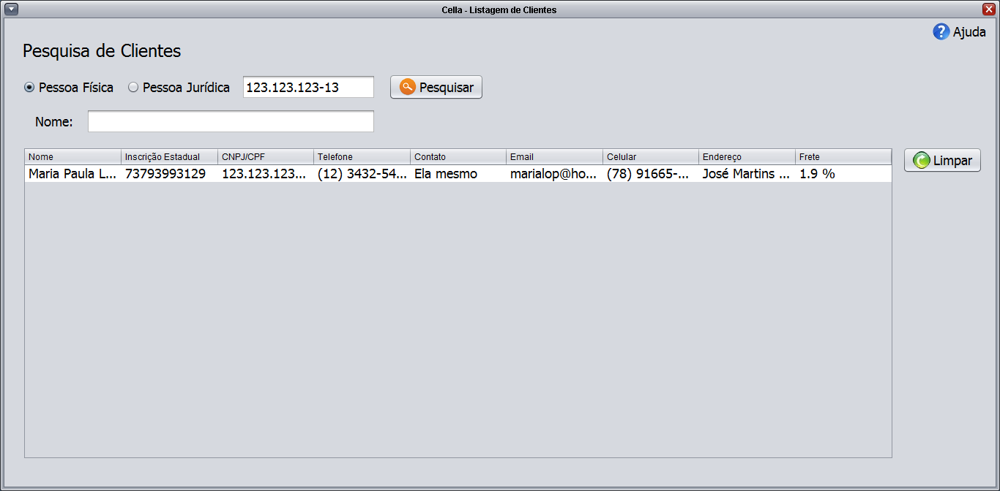 Cella - Listagem de Clientes
Ajuda
Pesquisa de Clientes
Pessoa Física Pessoa Jurídica 123.123.123-13 Pesquisar
Nome:
Nome Inscrição Estadual CNPJ/CPF Telefone Contato Email Celular Endereço Frete
Maria Paula L... 73793993129 123.123.123... (12) 3432-54... Ela mesmo marialop@ho... (78) 91665-... José Martins ... 1.9 %
Limpar